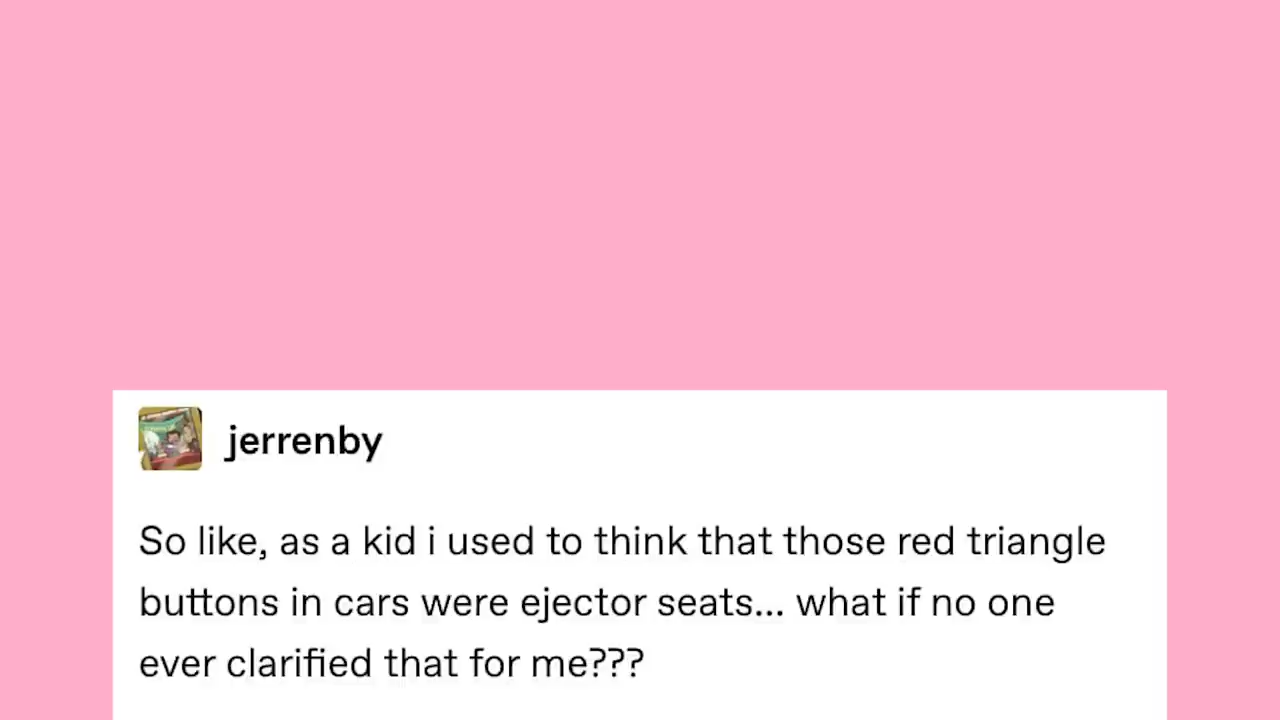 jerrenby
So like, as a kid i used to think that those red triangle
buttons in cars were ejector seats... what if no one
ever clarified that for me???